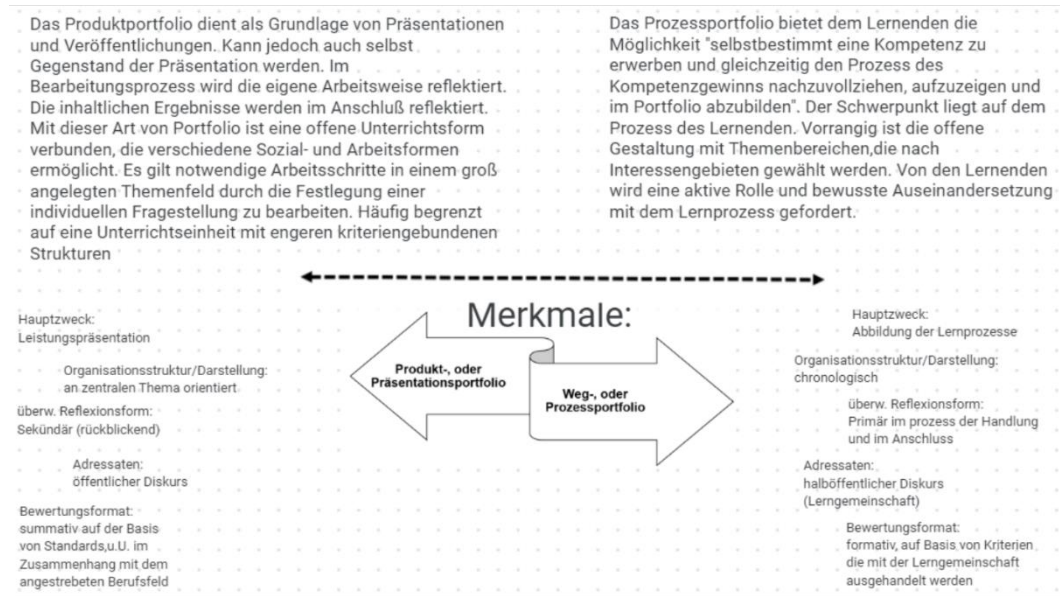 Das Produktportfolio dient als Grundlage von Präsentationen
und Veröffentlichungen. Kann jedoch auch selbst
Gegenstand der Präsentation werden. Im
Bearbeitungsprozess wird die eigene Arbeitsweise reflektiert.
Die inhaltlichen Ergebnisse werden im Anschluß reflektiert.
Mit dieser Art von Portfolio ist eine offene Unterrichtsform
verbunden, die verschiedene Sozial- und Arbeitsformen
ermöglicht. Es gilt notwendige Arbeitsschritte in einem groß
angelegten Themenfeld durch die Festlegung einer
individuellen Fragestellung zu bearbeiten. Häufig begrenzt
auf eine Unterrichtseinheit mit engeren kriteriengebundenen
Strukturen
Das Prozessportfolio bietet dem Lernenden die
Möglichkeit "selbstbestimmt eine Kompetenz zu
erwerben und gleichzeitig den Prozess des
Kompetenzgewinns nachzuvollziehen, aufzuzeigen und
im Portfolio abzubilden". Der Schwerpunkt liegt auf dem
Prozess des Lernenden. Vorrangig ist die offene
Gestaltung mit Themenbereichen,die nach
Interessengebieten gewählt werden. Von den Lernenden
wird eine aktive Rolle und bewusste Auseinandersetzung
mit dem Lernprozess gefordert.
Merkmale:
Hauptzweck:
Leistungspräsentation
Organisationsstruktur/Darstellung:
an zentralen Thema orientiert
überw. Reflexionsform:
Sekündär (rückblickend)
Adressaten:
öffentlicher Diskurs
Bewertungsformat:
summativ auf der Basis
von Standards,u.U. im
Zusammenhang mit dem
angestrebeten Berufsfeld
Produkt-, oder
Präsentationsportfolio
Weg-, oder
Prozessportfolio
Hauptzweck:
Abbildung der Lernprozesse
Organisationsstruktur/Darstellung:
chronologisch
überw. Reflexionsform:
Primär im prozess der Handlung
und im Anschluss
Adressaten:
halböffentlicher Diskurs
(Lerngemeinschaft)
Bewertungsformat:
formativ, auf Basis von Kriterien
die mit der Lerngemeinschaft
ausgehandelt werden